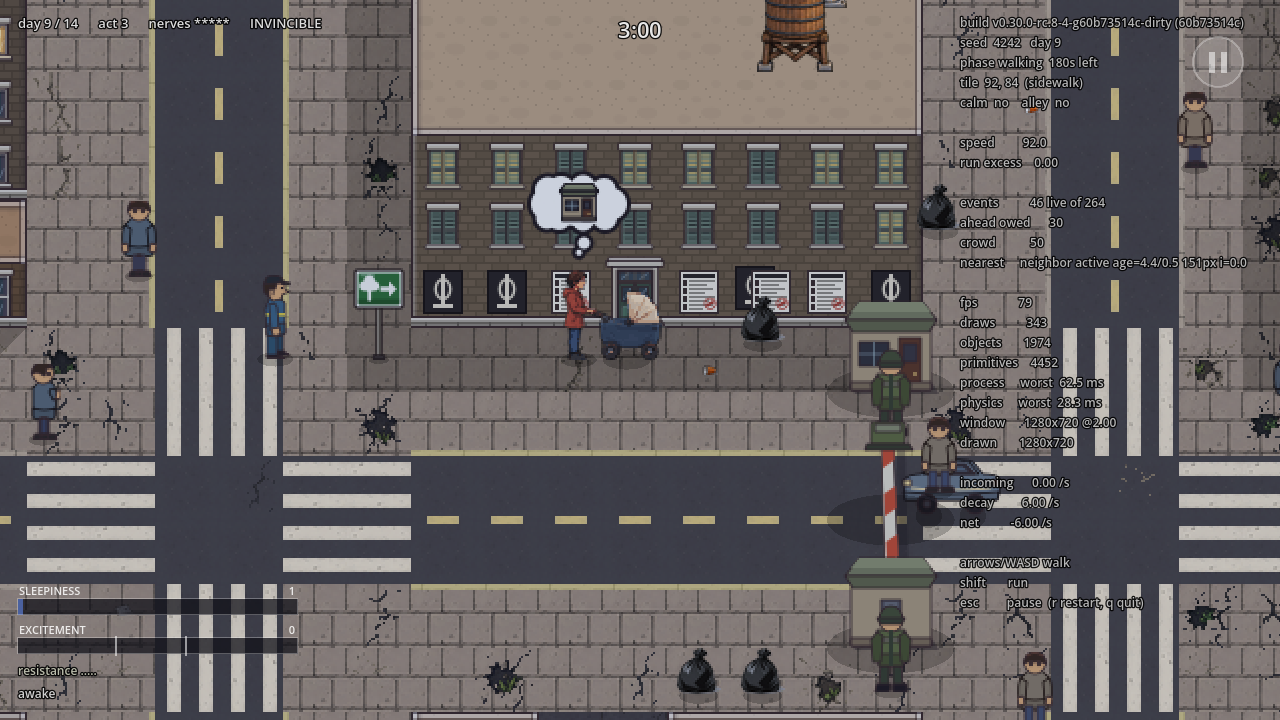 day 9 / 14 act 3 nerves ***** INVINCIBLE
3:00
build v0.30.0-rc.8-4-g60b73514c-dirty (60b73514c)
seed 4242 day 9
phase walking 180s left
tile 92, 84 (sidewalk)
calm no alley no
speed 92.0
run excess 0.00
events 46 live of 264
ahead owed 30
crowd 50
nearest neighbor active age=4.4/0.5 151px i=0.0
fps 79
draws 343
objects 1974
primitives 4452
process worst 62.5 ms
physics worst 28.3 ms
window 1280x720 @2.00
drawn 1280x720
incoming 0.00 /s
decay 6.00 /s
net -6.00 /s
arrows/WASD walk
shift run
esc pause (r restart, q quit)
SLEEPINESS 1
EXCITEMENT 0
resistance .....
awake